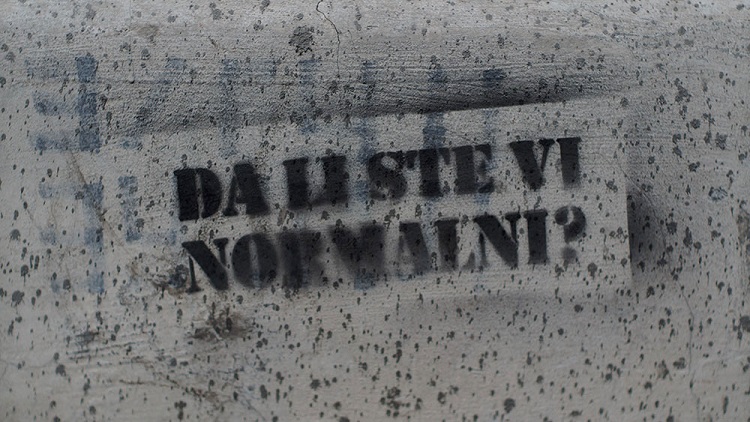 DA LI STE VI
NORMALNI?